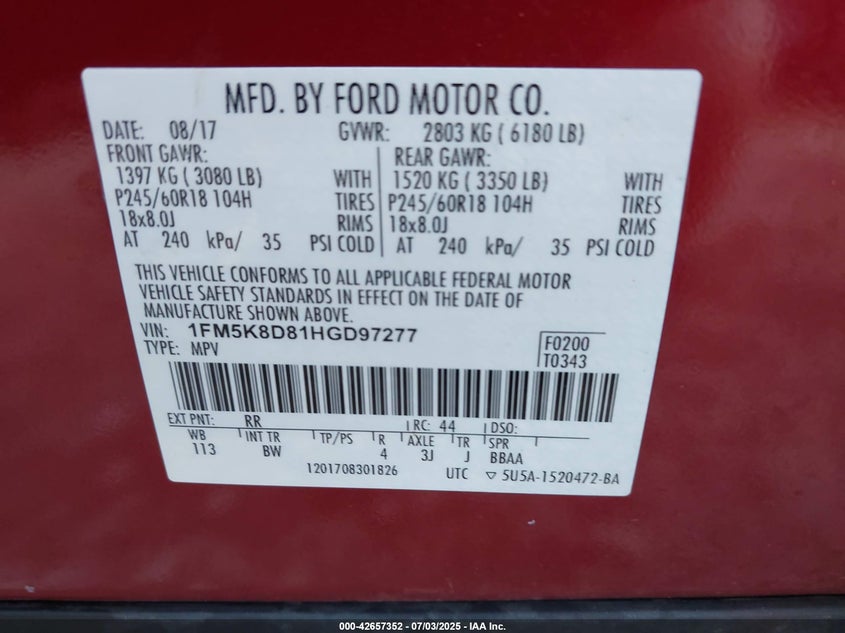 MFD. BY FORD MOTOR CO.
DATE: 08/17 GVWR: 2803 KG ( 6180 LB)
FRONT GAWR: REAR GAWR:
1397 KG ( 3080 LB) WITH 1520 KG ( 3350 LB) WITH
P245/60R18 104H TIRES P245/60R18 104H TIRES
18x8.0J RIMS 18x8.0J RIMS
AT 240 kPa/ 35 PSI COLD AT 240 kPa/ 35 PSI COLD
THIS VEHICLE CONFORMS TO ALL APPLICABLE FEDERAL MOTOR
VEHICLE SAFETY STANDARDS IN EFFECT ON THE DATE OF
MANUFACTURE SHOWN ABOVE.
VIN: 1FM5K8D81HGD97277 F0200
TYPE: MPV T0343
EXT PNT: RR RC: 44 DSO:
WB INT TR TP/PS R AXLE TR SPR
113 BW 4 3J J BBAA
1201708301826 UTC ▽ 5U5A-1520472-BA
000-42657352 | 07/03/2025 - IAA Inc.